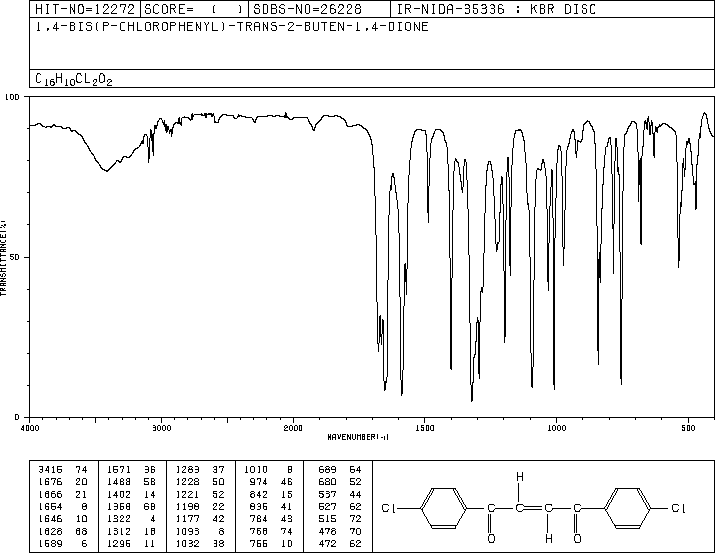 HIT-NO=12272 SCORE= ( ) SDBS-NO=26228 IR-NIDA-35336 : KBR DISC
1,4-BIS(P-CHLOROPHENYL)-TRANS-2-BUTEN-1,4-DIONE
C16H10CL2O2
100
50
0
TRANSMITTANCE(%)
4000 3000 2000 1500 1000 500
WAVENUMBER(-1)
3415 74 1571 36 1283 37 1010 8 689 64
1676 20 1488 58 1228 50 974 46 680 52
1666 21 1402 14 1221 52 842 15 537 44
1654 8 1358 68 1198 22 836 41 527 62
1646 10 1322 4 1177 42 784 43 515 72
1628 68 1312 18 1093 8 768 74 478 70
1589 6 1295 11 1032 38 755 10 472 62
H
Cl C C C C Cl
O H O